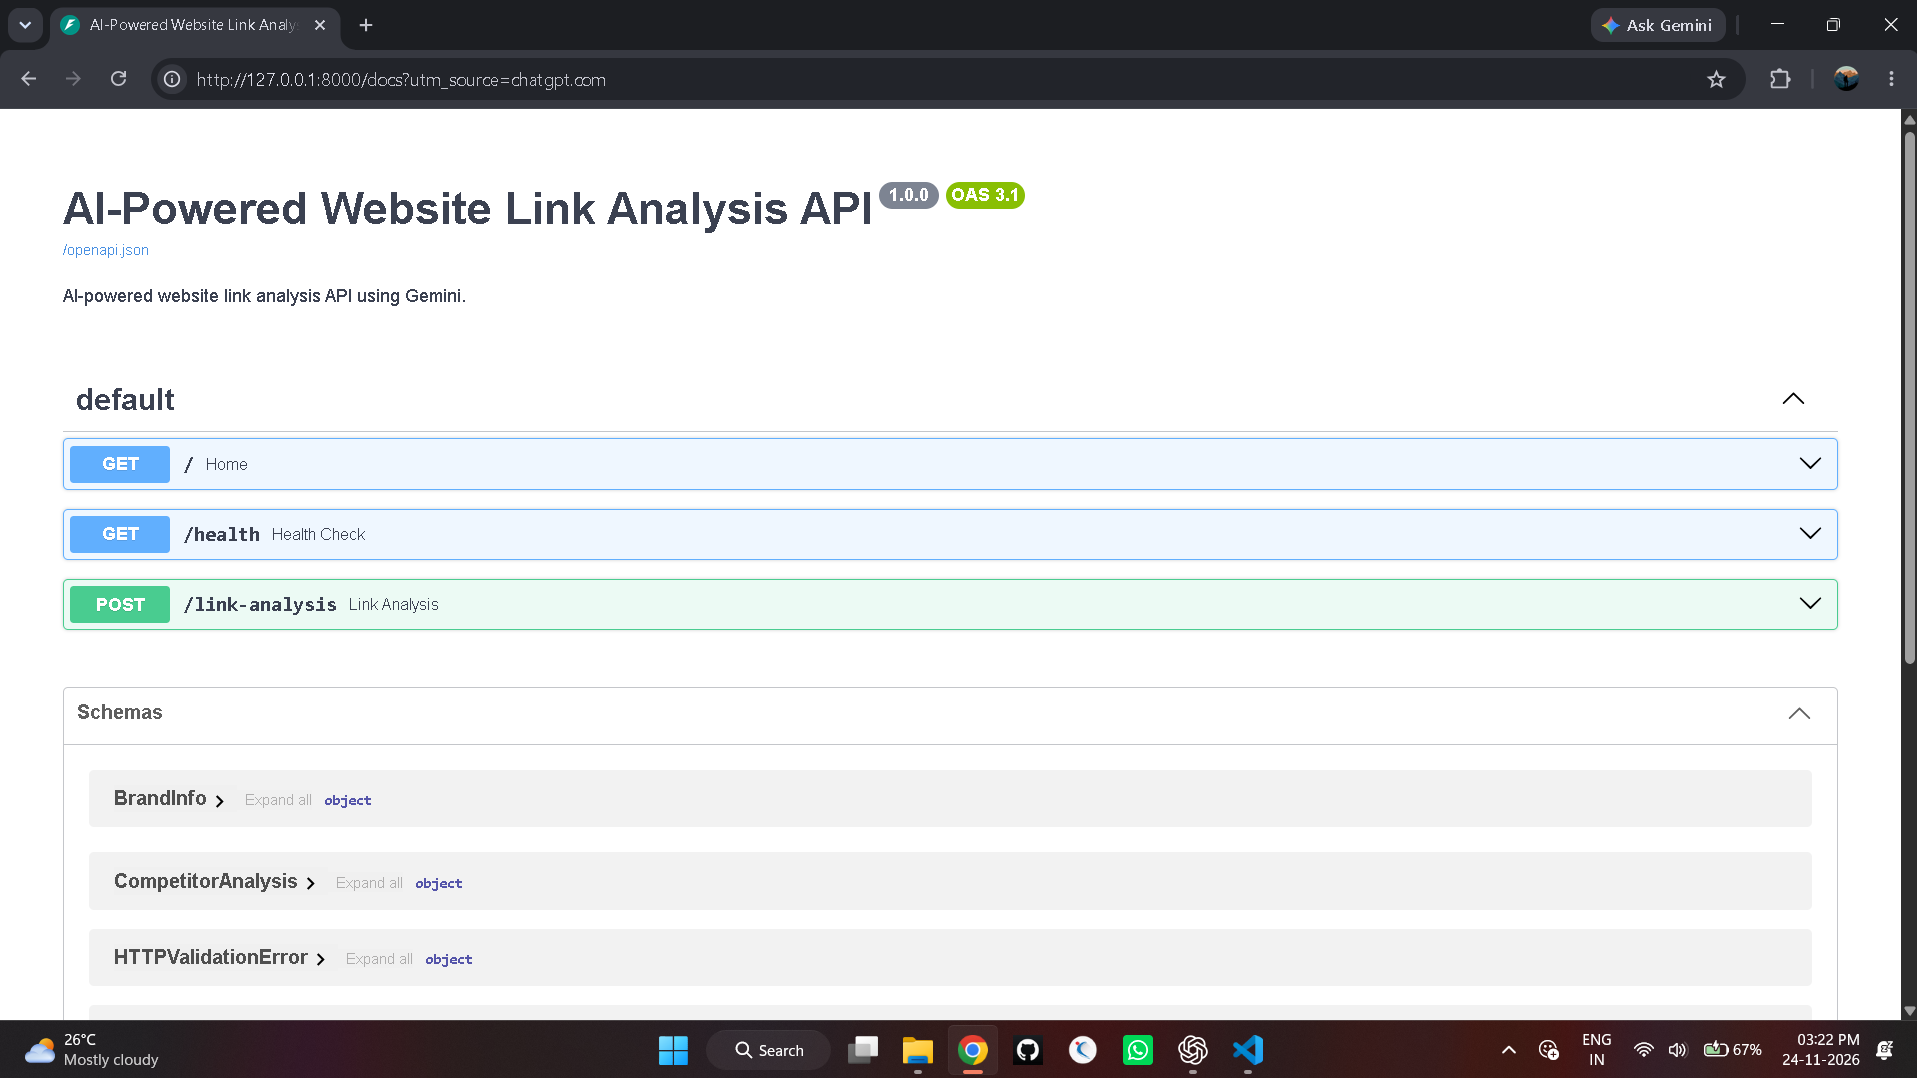 AI-Powered Website Link Analys
Ask Gemini
http://127.0.0.1:8000/docs?utm_source=chatgpt.com
AI-Powered Website Link Analysis API 1.0.0 OAS 3.1
/openapi.json
AI-powered website link analysis API using Gemini.
default
GET / Home
GET /health Health Check
POST /link-analysis Link Analysis
Schemas
BrandInfo Expand all object
CompetitorAnalysis Expand all object
HTTPValidationError Expand all object
26°C
Mostly cloudy
Search
ENG
IN
67%
03:22 PM
24-11-2026